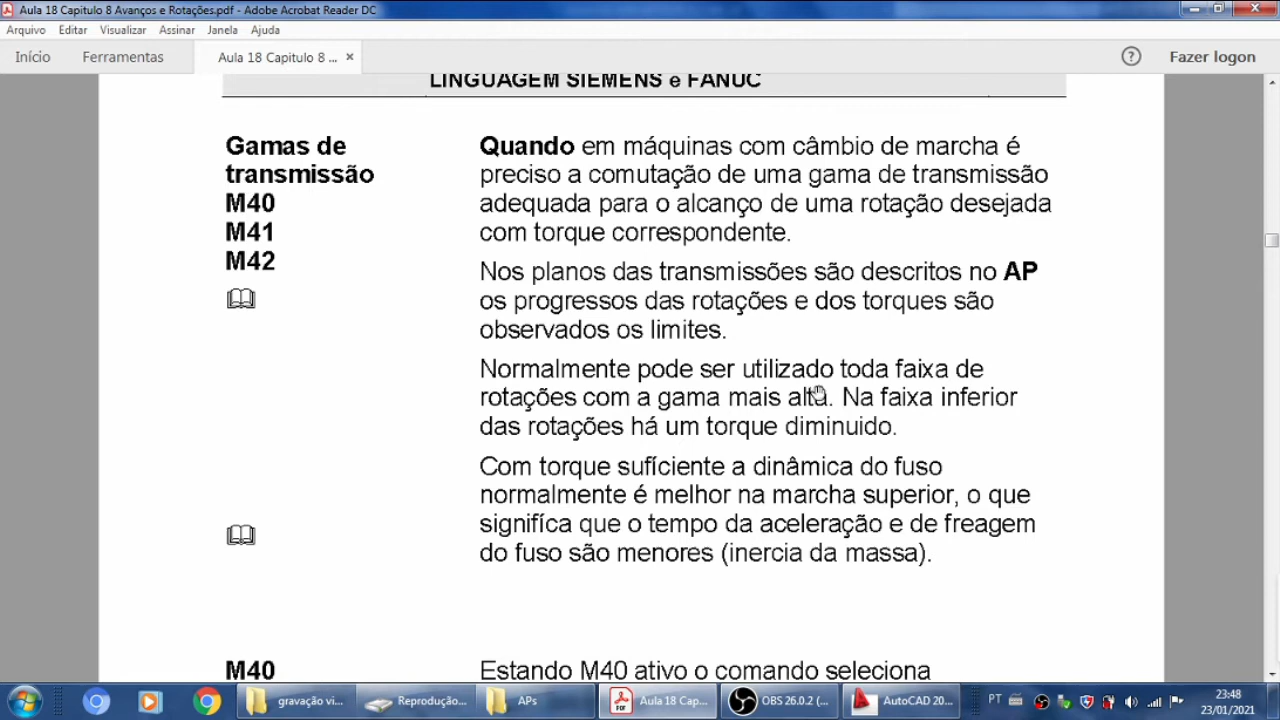 Aula 18 Capitulo 8 Avanços e Rotações.pdf - Adobe Acrobat Reader DC
Arquivo Editar Visualizar Assinar Janela Ajuda
Início Ferramentas Aula 18 Capitulo 8 ... × ? Fazer logon
LINGUAGEM SIEMENS e FANUC
Gamas de
transmissão
M40
M41
M42
Quando em máquinas com câmbio de marcha é
preciso a comutação de uma gama de transmissão
adequada para o alcanço de uma rotação desejada
com torque correspondente.
Nos planos das transmissões são descritos no AP
os progressos das rotações e dos torques são
observados os limites.
Normalmente pode ser utilizado toda faixa de
rotações com a gama mais alta. Na faixa inferior
das rotações há um torque diminuido.
Com torque sufíciente a dinâmica do fuso
normalmente é melhor na marcha superior, o que
signifíca que o tempo da aceleração e de freagem
do fuso são menores (inercia da massa).
M40 Estando M40 ativo o comando seleciona
gravação ví... Reprodução... APs Aula 18 Cap... OBS 26.0.2 (... AutoCAD 20... PT 23:48
23/01/2021